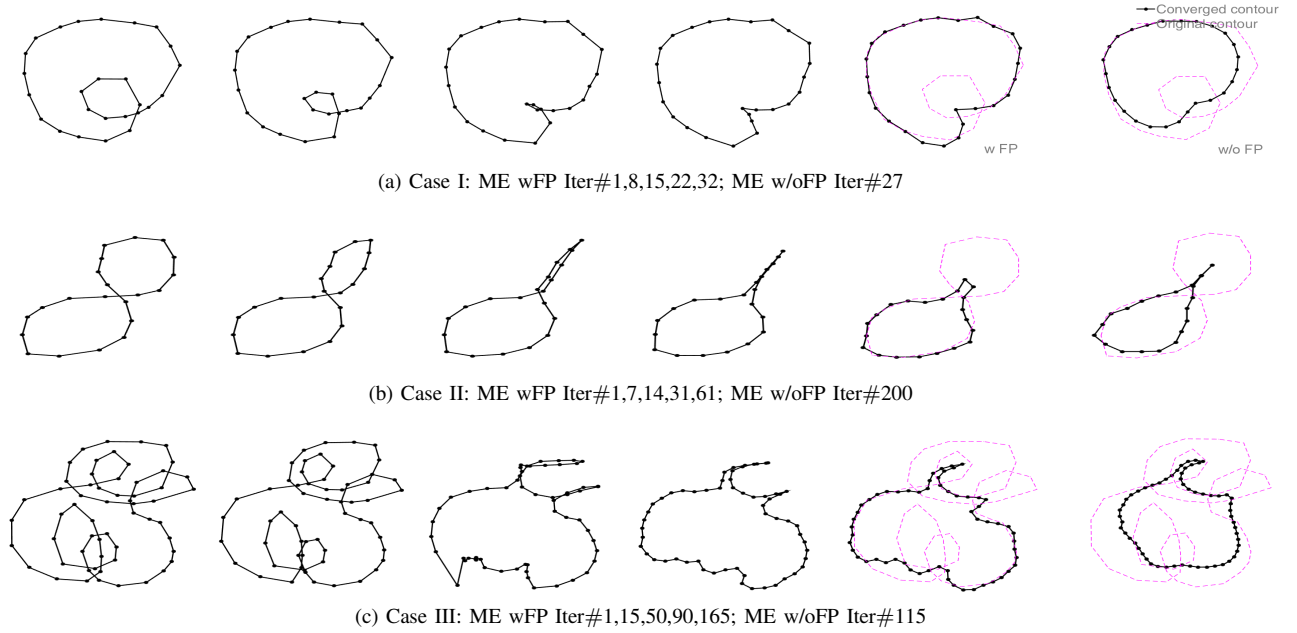 Converged contour
Original contour
w FP
w/o FP
(a) Case I: ME wFP Iter#1,8,15,22,32; ME w/oFP Iter#27
(b) Case II: ME wFP Iter#1,7,14,31,61; ME w/oFP Iter#200
(c) Case III: ME wFP Iter#1,15,50,90,165; ME w/oFP Iter#115